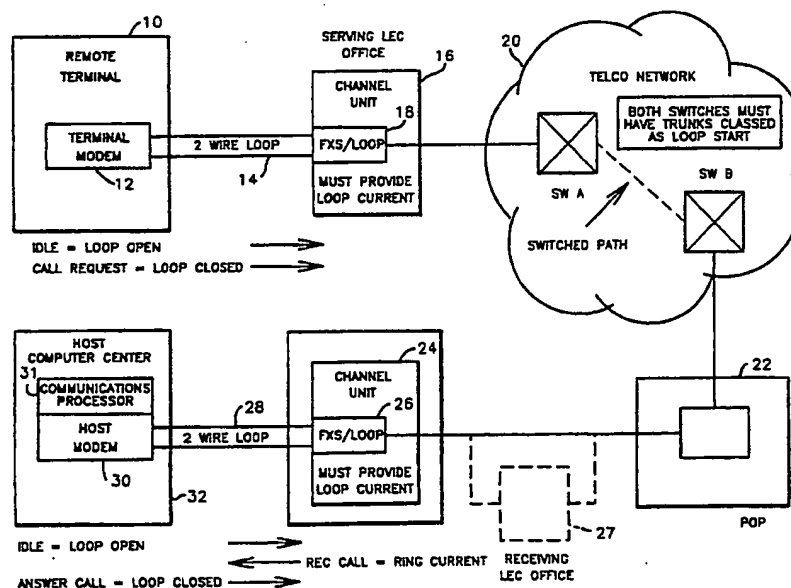 10
REMOTE
TERMINAL
TERMINAL
MODEM
12
2 WIRE LOOP
14
SERVING LEC
OFFICE
16
CHANNEL
UNIT
18
FXS/LOOP
MUST PROVIDE
LOOP CURRENT
IDLE = LOOP OPEN
CALL REQUEST = LOOP CLOSED
20
TELCO NETWORK
BOTH SWITCHES MUST
HAVE TRUNKS CLASSED
AS LOOP START
SW A
SW B
SWITCHED PATH
HOST
COMPUTER CENTER
31
COMMUNICATIONS
PROCESSOR
HOST
MODEM
30
32
28
2 WIRE LOOP
24
CHANNEL
UNIT
26
FXS/LOOP
MUST PROVIDE
LOOP CURRENT
22
POP
27
RECEIVING
LEC OFFICE
IDLE = LOOP OPEN
REC CALL = RING CURRENT
ANSWER CALL = LOOP CLOSED